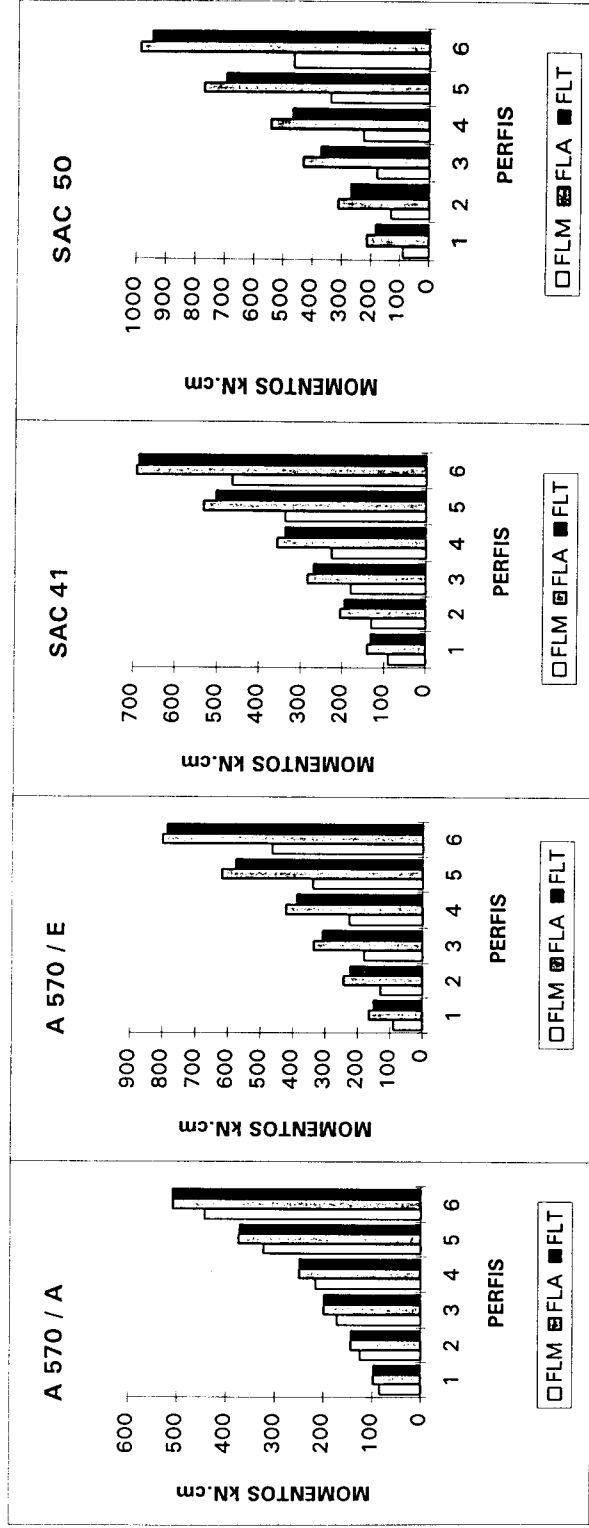 A 570 / A
MOMENTOS kN.cm
600
500
400
300
200
100
0
1 2 3 4 5 6
PERFIS
FLM FLA FLT
A 570 / E
MOMENTOS kN.cm
900
800
700
600
500
400
300
200
100
0
1 2 3 4 5 6
PERFIS
FLM FLA FLT
SAC 41
MOMENTOS kN.cm
700
600
500
400
300
200
100
0
1 2 3 4 5 6
PERFIS
FLM FLA FLT
SAC 50
MOMENTOS kN.cm
1000
900
800
700
600
500
400
300
200
100
0
1 2 3 4 5 6
PERFIS
FLM FLA FLT